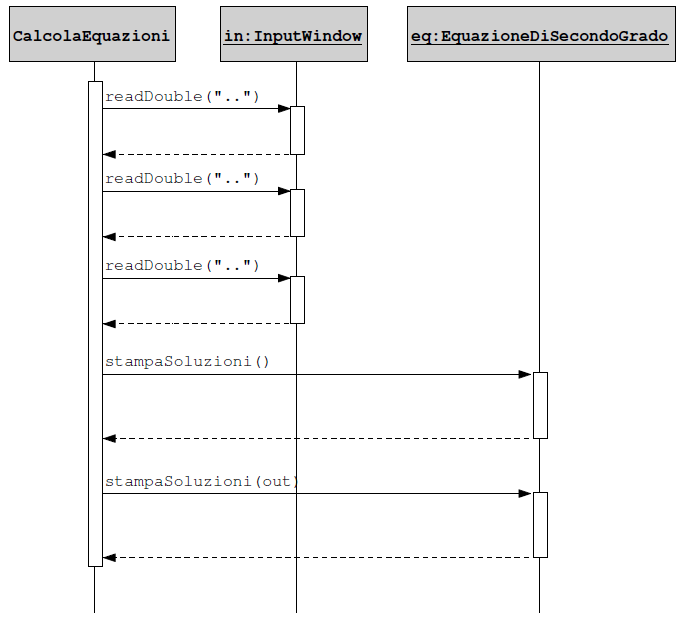 CalcolaEquazioni
in:InputWindow
eq:EquazioneDiSecondoGrado
readDouble("..")
readDouble("..")
readDouble("..")
stampaSoluzioni()
stampaSoluzioni(out)